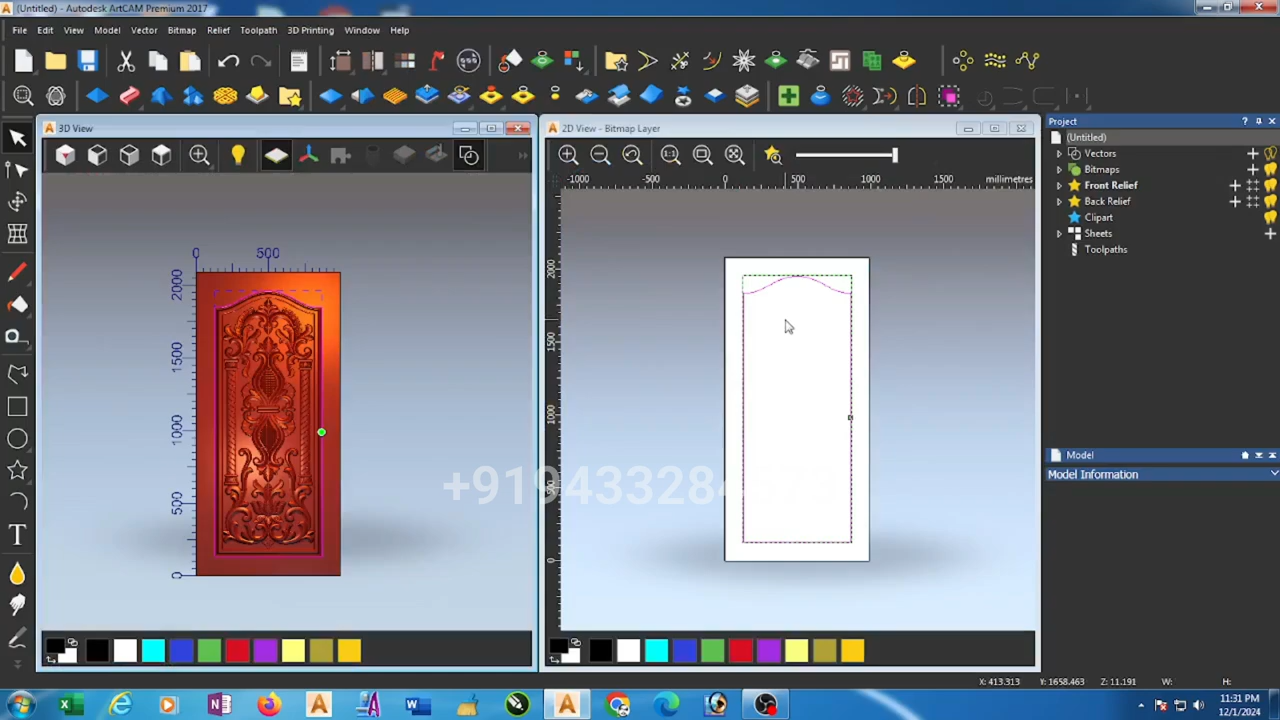 (Untitled) - Autodesk ArtCAM Premium 2017
File Edit View Model Vector Bitmap Relief Toolpath 3D Printing Window Help
3D View
2D View - Bitmap Layer
Project
(Untitled)
Vectors
Bitmaps
Front Relief
Back Relief
Clipart
Sheets
Toolpaths
1:1
-1000 -500 0 500 1000 1500 millimetres
0 500
2000
1500
1000
500
0
2000
1500
1000
0
Model
Model Information
X: 413.313 Y: 1658.463 Z: 11.191 W: H:
11:31 PM
12/1/2024